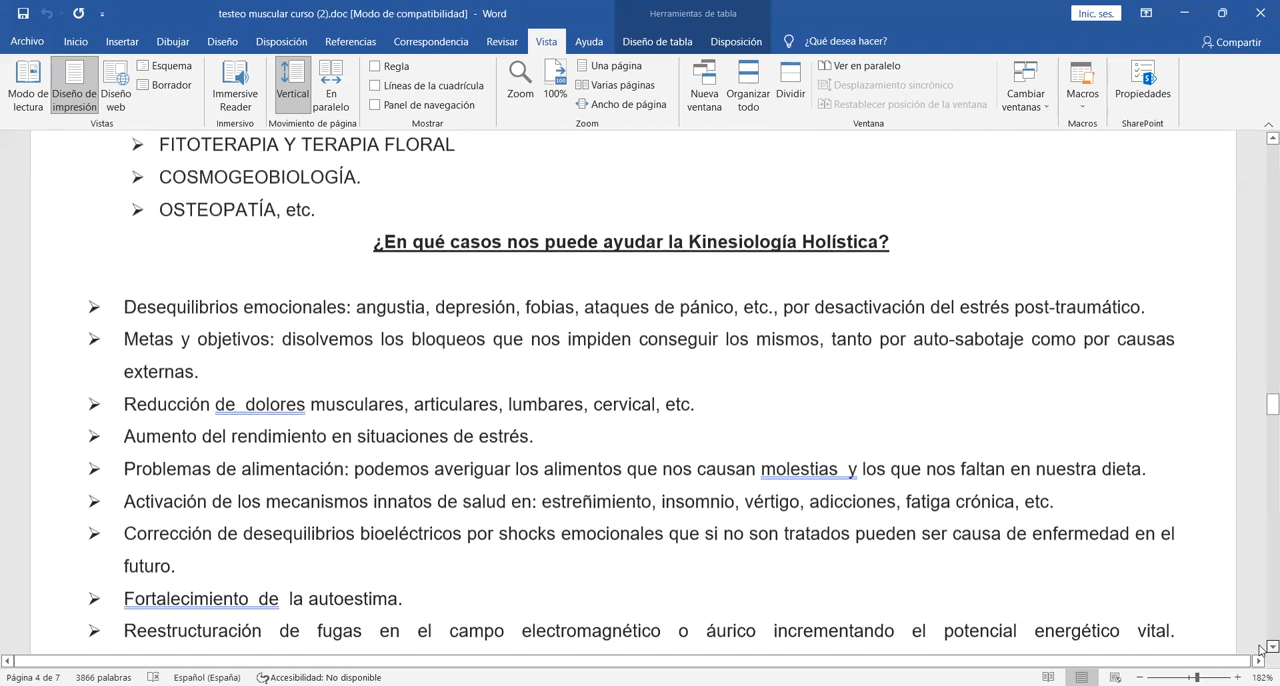 testeo muscular curso (2).doc [Modo de compatibilidad] - Word
Herramientas de tabla
Inic. ses.
Archivo Inicio Insertar Dibujar Diseño Disposición Referencias Correspondencia Revisar Vista Ayuda Diseño de tabla Disposición ¿Qué desea hacer? Compartir
Modo de lectura
Diseño de impresión
Diseño web
Esquema
Borrador
Vistas
Immersive Reader
Inmersivo
Vertical
En paralelo
Movimiento de página
Regla
Líneas de la cuadrícula
Panel de navegación
Mostrar
Zoom
100
100%
Una página
Varias páginas
Ancho de página
Zoom
Nueva ventana
Organizar todo
Dividir
Ver en paralelo
Desplazamiento sincrónico
Restablecer posición de la ventana
Cambiar ventanas
Ventana
Macros
Macros
Propiedades
SharePoint
FITOTERAPIA Y TERAPIA FLORAL
COSMOGEOBIOLOGÍA.
OSTEOPATÍA, etc.
¿En qué casos nos puede ayudar la Kinesiología Holística?
Desequilibrios emocionales: angustia, depresión, fobias, ataques de pánico, etc., por desactivación del estrés post-traumático.
Metas y objetivos: disolvemos los bloqueos que nos impiden conseguir los mismos, tanto por auto-sabotaje como por causas
externas.
Reducción de dolores musculares, articulares, lumbares, cervical, etc.
Aumento del rendimiento en situaciones de estrés.
Problemas de alimentación: podemos averiguar los alimentos que nos causan molestias y los que nos faltan en nuestra dieta.
Activación de los mecanismos innatos de salud en: estreñimiento, insomnio, vértigo, adicciones, fatiga crónica, etc.
Corrección de desequilibrios bioeléctricos por shocks emocionales que si no son tratados pueden ser causa de enfermedad en el
futuro.
Fortalecimiento de la autoestima.
Reestructuración de fugas en el campo electromagnético o áurico incrementando el potencial energético vital.
Página 4 de 7 3866 palabras Español (España) Accesibilidad: No disponible 182%